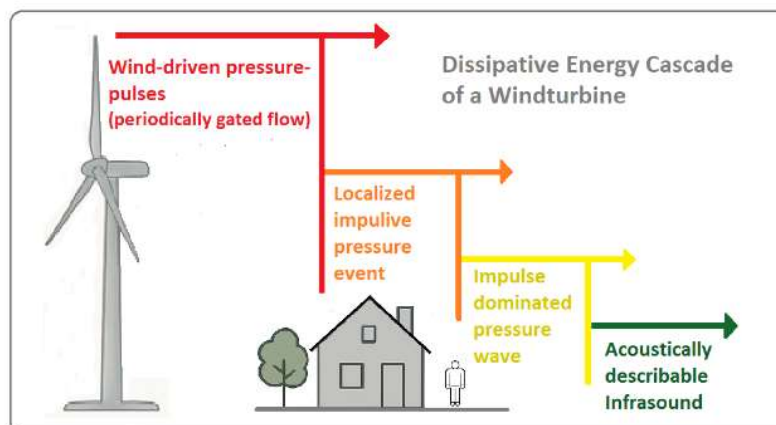 Dissipative Energy Cascade
of a Windturbine
Wind-driven pressure-
pulses
(periodically gated flow)
Localized
impulive
pressure
event
Impulse
dominated
pressure
wave
Acoustically
describable
Infrasound